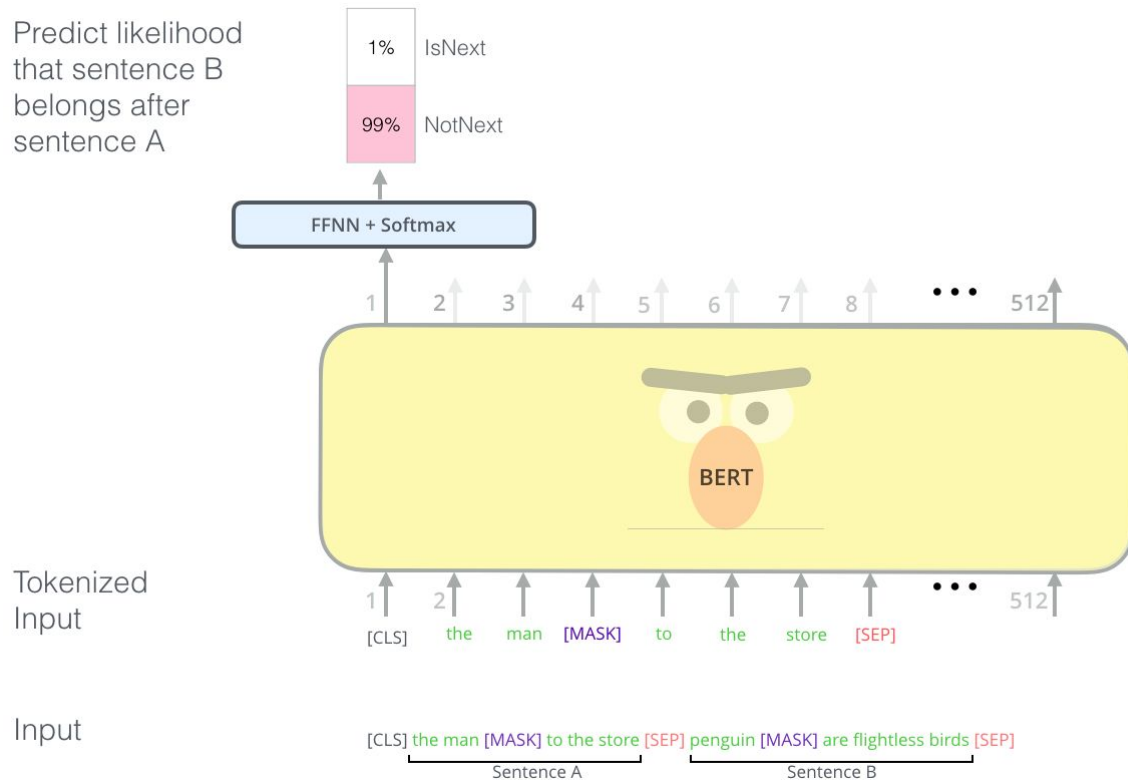 Predict likelihood
that sentence B
belongs after
sentence A
1% IsNext
99% NotNext
FFNN + Softmax
1 2 3 4 5 6 7 8 ••• 512
BERT
Tokenized
Input
1 2 ••• 512
[CLS] the man [MASK] to the store [SEP]
Input
[CLS] the man [MASK] to the store [SEP] penguin [MASK] are flightless birds [SEP]
Sentence A Sentence B